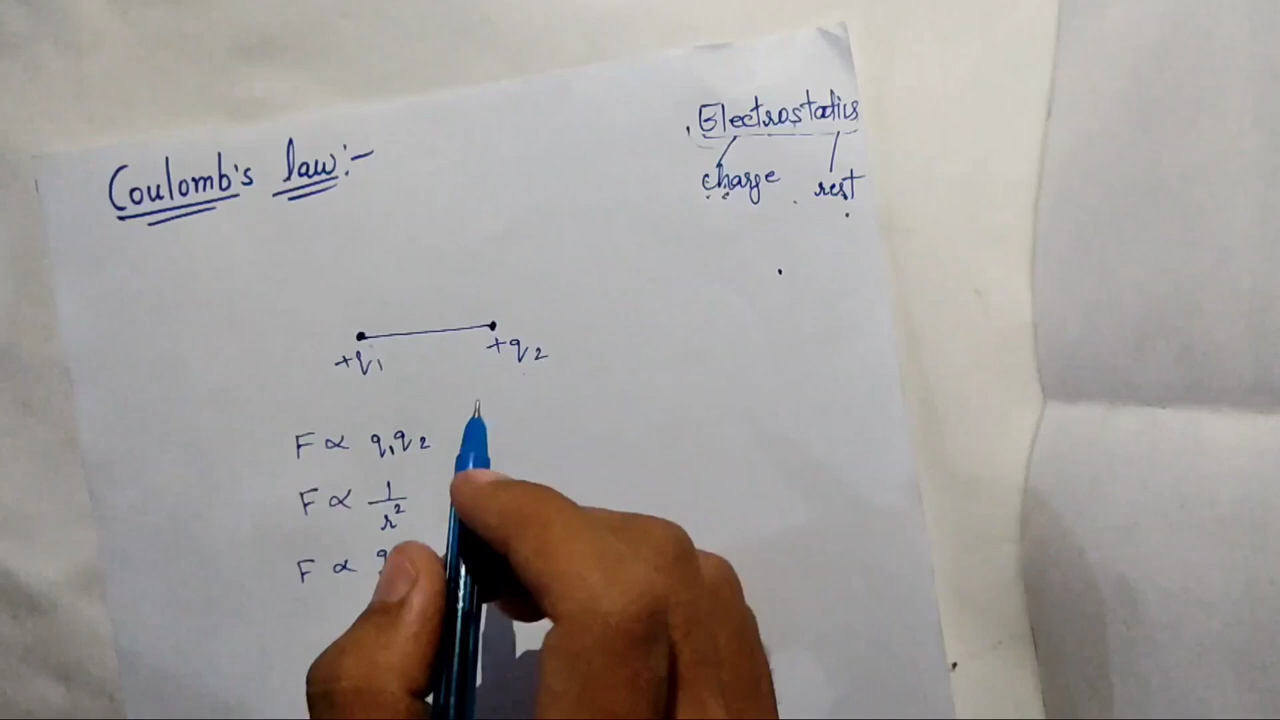 Electrostatics
charge rest
Coulomb's law:-
+q1 +q2
F ∝ q1q2
F ∝ 1/r²
F ∝